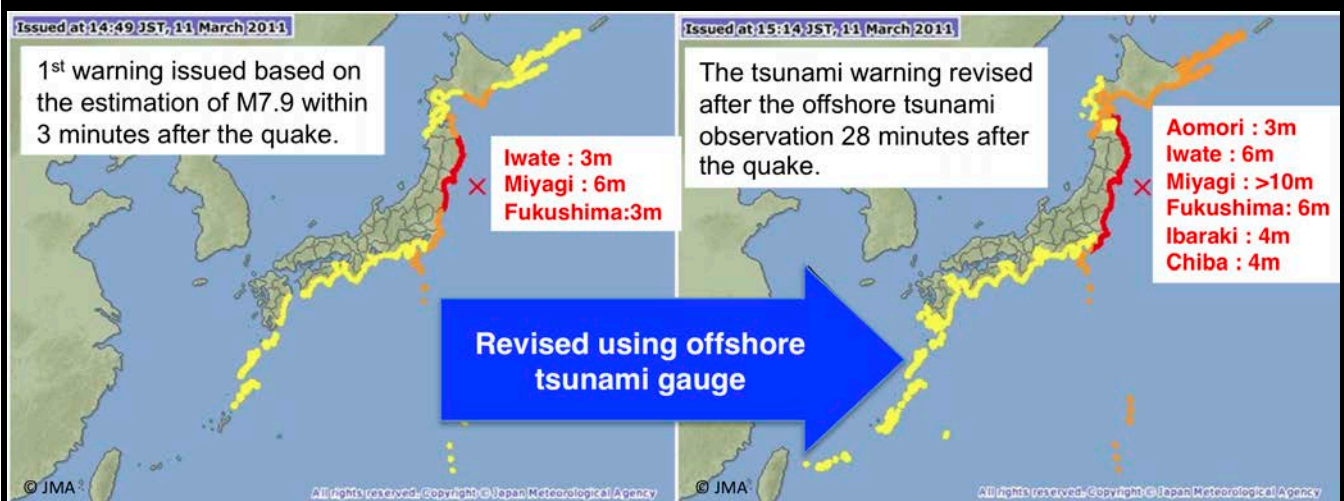 Issued at 14:49 JST, 11 March 2011
1st warning issued based on
the estimation of M7.9 within
3 minutes after the quake.
Iwate : 3m
Miyagi : 6m
Fukushima:3m
© JMA
All rights reserved. Copyright © Japan Meteorological Agency
Revised using offshore
tsunami gauge
Issued at 15:14 JST, 11 March 2011
The tsunami warning revised
after the offshore tsunami
observation 28 minutes after
the quake.
Aomori : 3m
Iwate : 6m
Miyagi : >10m
Fukushima: 6m
Ibaraki : 4m
Chiba : 4m
© JMA
All rights reserved. Copyright © Japan Meteorological Agency